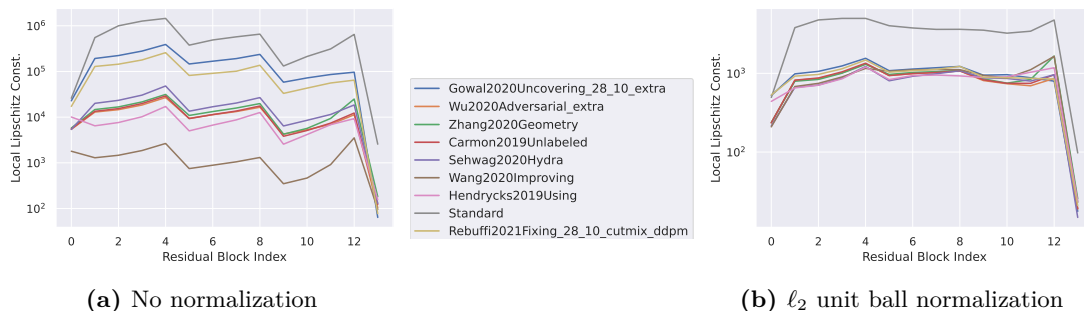 Local Lipschitz Const.
10^6
10^5
10^4
10^3
10^2
0 2 4 6 8 10 12
Residual Block Index
(a) No normalization
Gowal2020Uncovering_28_10_extra
Wu2020Adversarial_extra
Zhang2020Geometry
Carmon2019Unlabeled
Sehwag2020Hydra
Wang2020Improving
Hendrycks2019Using
Standard
Rebuffi2021Fixing_28_10_cutmix_ddpm
Local Lipschitz Const.
10^3
10^2
0 2 4 6 8 10 12
Residual Block Index
(b) ℓ₂ unit ball normalization